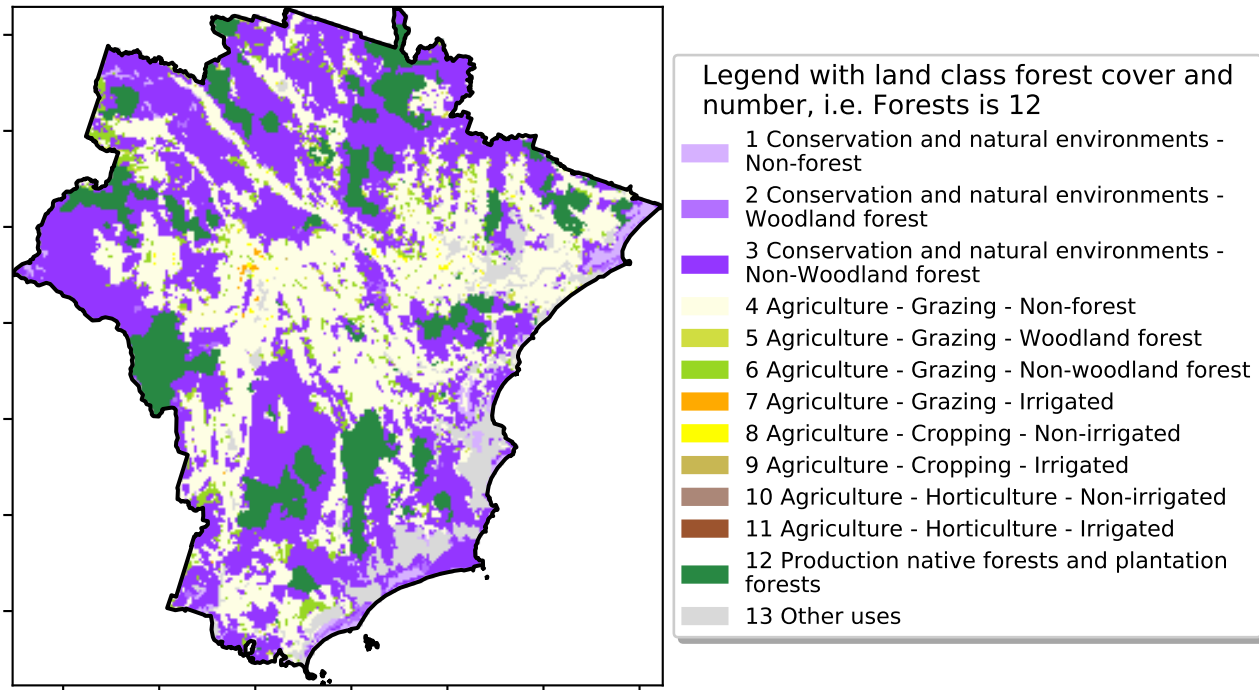 Legend with land class forest cover and
number, i.e. Forests is 12
1 Conservation and natural environments -
Non-forest
2 Conservation and natural environments -
Woodland forest
3 Conservation and natural environments -
Non-Woodland forest
4 Agriculture - Grazing - Non-forest
5 Agriculture - Grazing - Woodland forest
6 Agriculture - Grazing - Non-woodland forest
7 Agriculture - Grazing - Irrigated
8 Agriculture - Cropping - Non-irrigated
9 Agriculture - Cropping - Irrigated
10 Agriculture - Horticulture - Non-irrigated
11 Agriculture - Horticulture - Irrigated
12 Production native forests and plantation
forests
13 Other uses